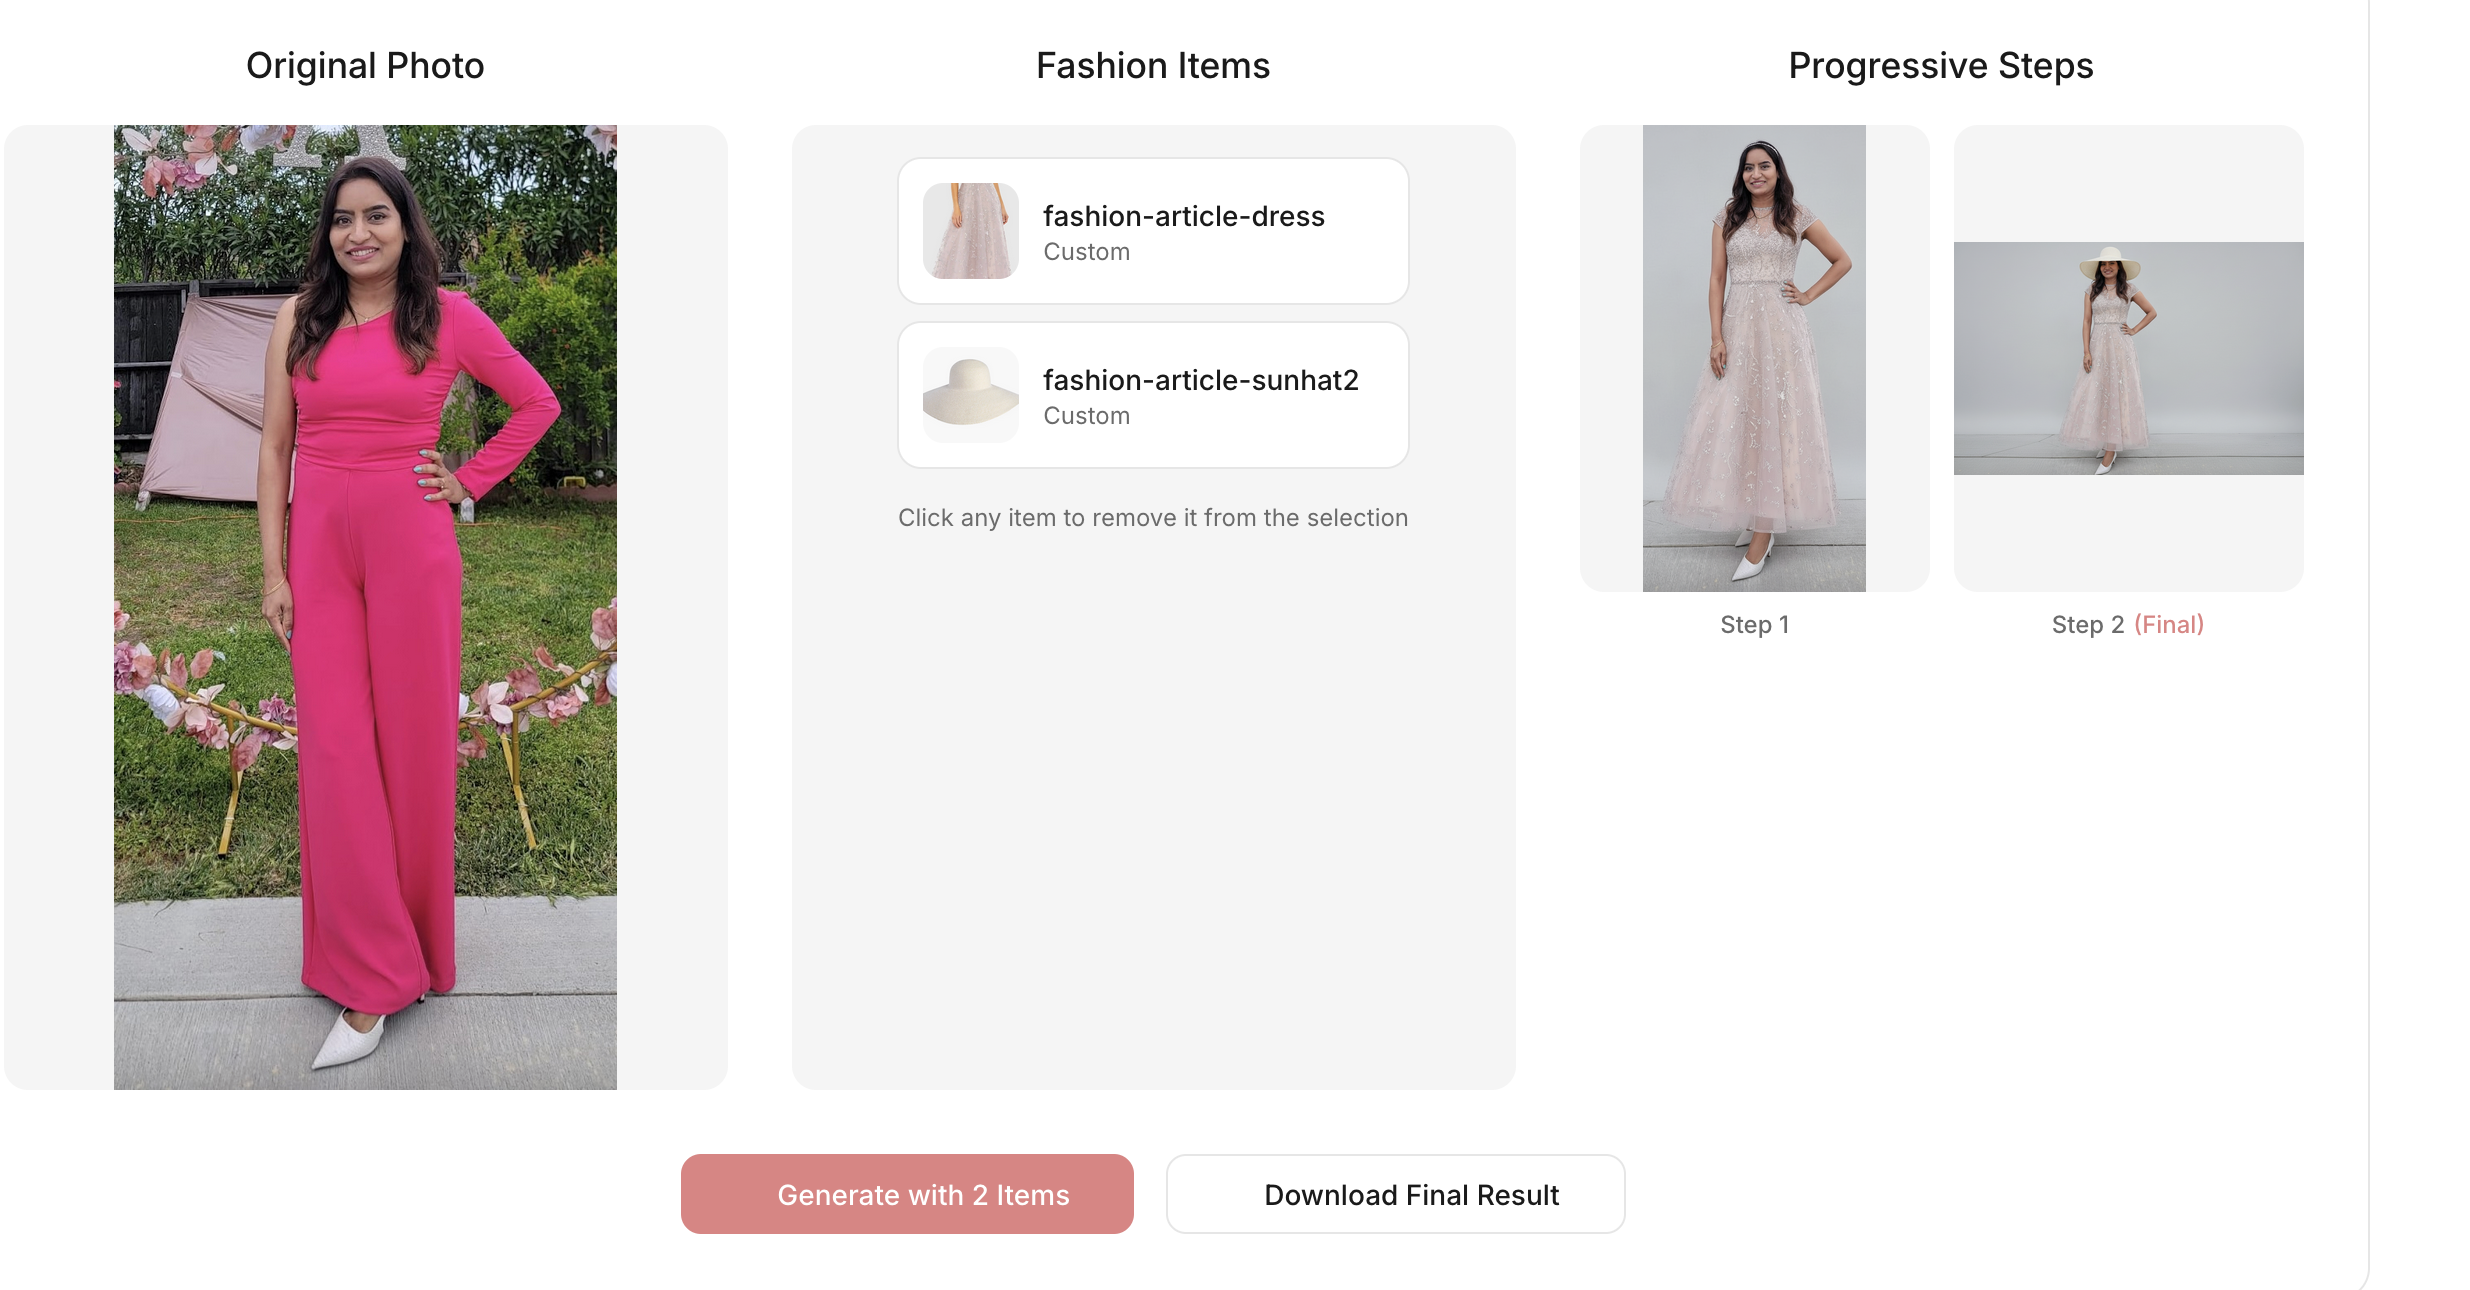 Original Photo
Fashion Items
fashion-article-dress
Custom
fashion-article-sunhat2
Custom
Click any item to remove it from the selection
Progressive Steps
Step 1
Step 2 (Final)
Generate with 2 Items
Download Final Result